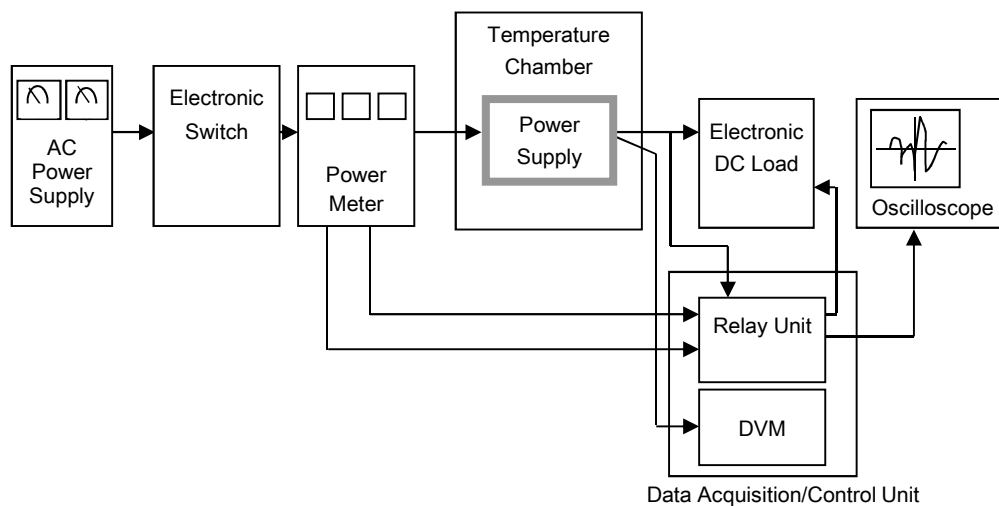 AC
Power
Supply
Electronic
Switch
Power
Meter
Temperature
Chamber
Power
Supply
Electronic
DC Load
Oscilloscope
Relay Unit
DVM
Data Acquisition/Control Unit